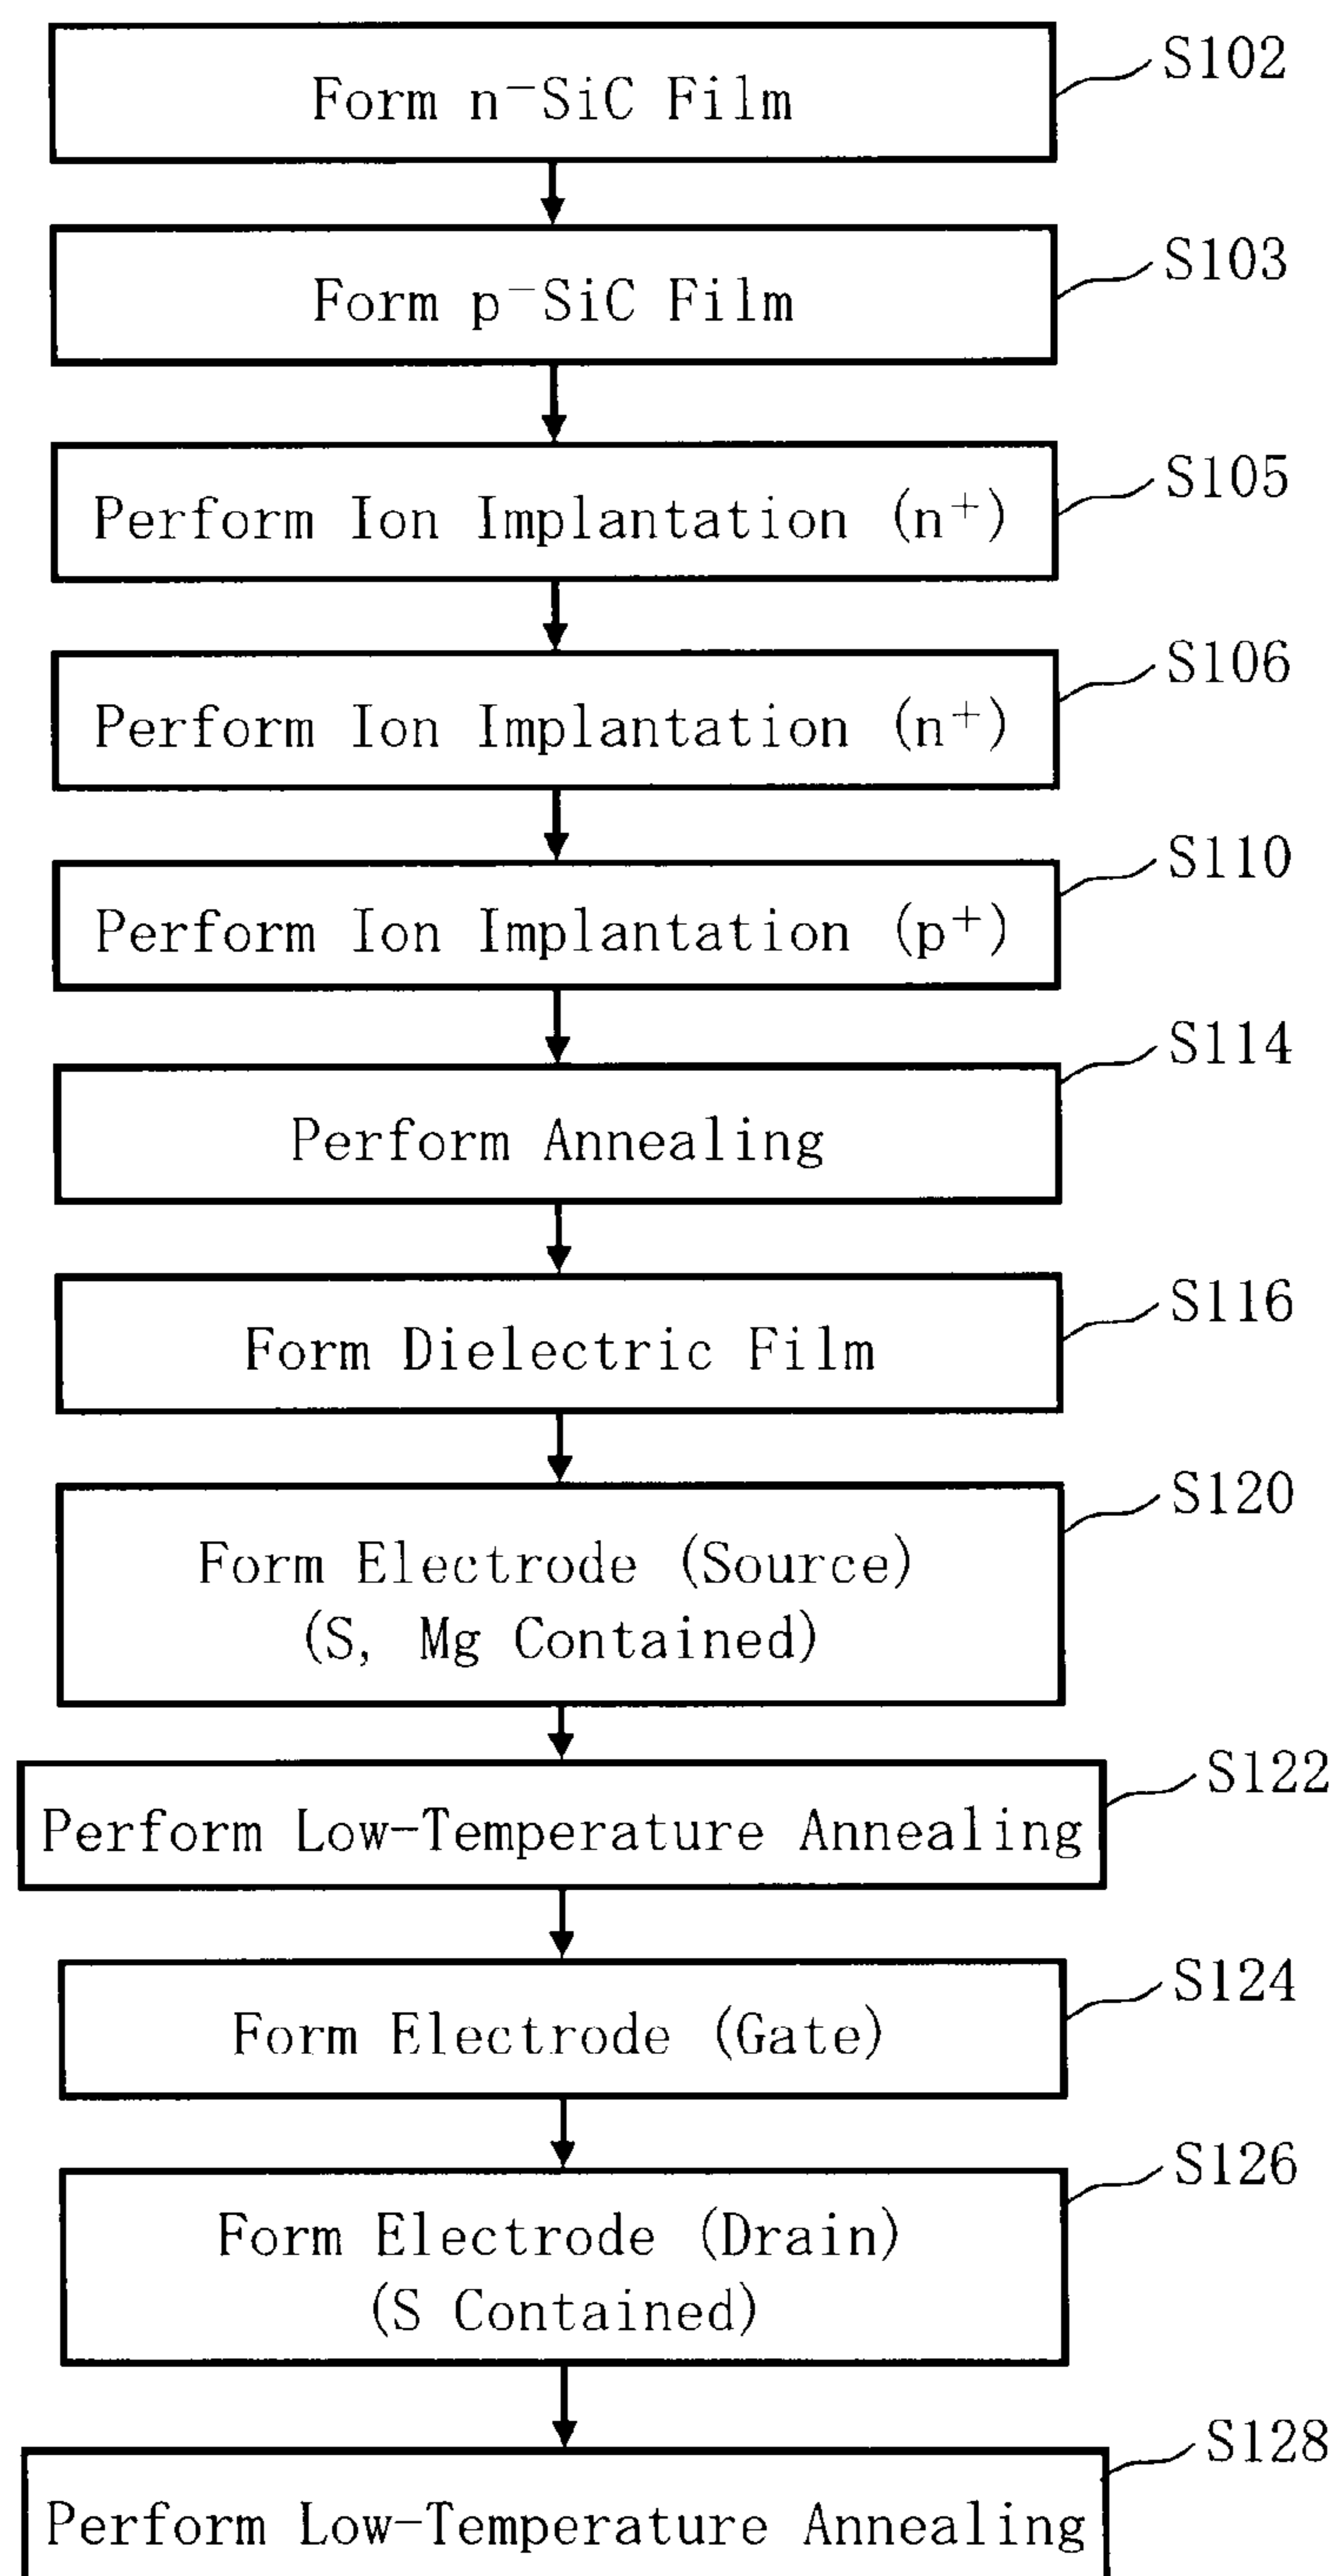 Form n⁻SiC Film
S102
Form p⁻SiC Film
S103
Perform Ion Implantation (n⁺)
S105
Perform Ion Implantation (n⁺)
S106
Perform Ion Implantation (p⁺)
S110
Perform Annealing
S114
Form Dielectric Film
S116
Form Electrode (Source)
(S, Mg Contained)
S120
Perform Low-Temperature Annealing
S122
Form Electrode (Gate)
S124
Form Electrode (Drain)
(S Contained)
S126
Perform Low-Temperature Annealing
S128